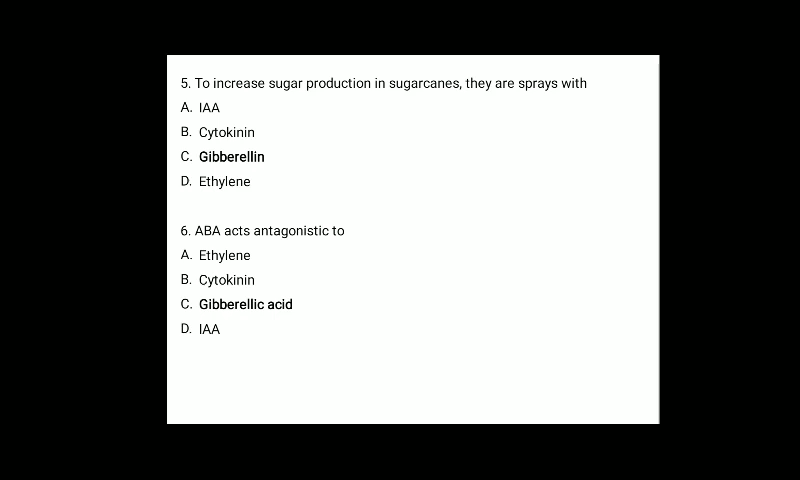 5. To increase sugar production in sugarcanes, they are sprays with
A. IAA
B. Cytokinin
C. Gibberellin
D. Ethylene
6. ABA acts antagonistic to
A. Ethylene
B. Cytokinin
C. Gibberellic acid
D. IAA